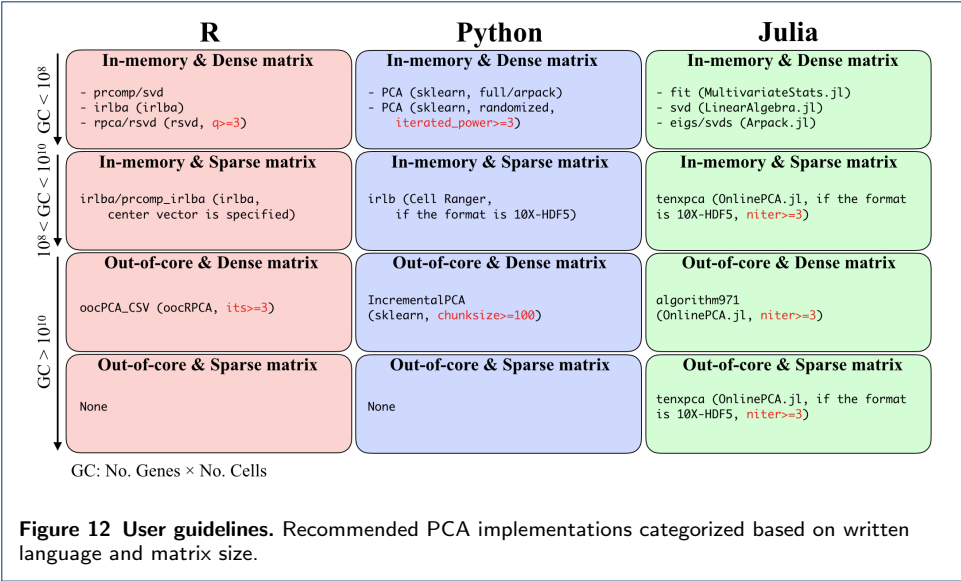 R
Python
Julia
GC < 10⁸
In-memory & Dense matrix
- prcomp/svd
- irlba (irlba)
- rpca/rsvd (rsvd, q>=3)
In-memory & Dense matrix
- PCA (sklearn, full/arpack)
- PCA (sklearn, randomized,
iterated_power>=3)
In-memory & Dense matrix
- fit (MultivariateStats.jl)
- svd (LinearAlgebra.jl)
- eigs/svds (Arpack.jl)
10⁸ < GC < 10¹⁰
In-memory & Sparse matrix
irlba/prcomp_irlba (irlba,
center vector is specified)
In-memory & Sparse matrix
irlb (Cell Ranger,
if the format is 10X-HDF5)
In-memory & Sparse matrix
tenxpca (OnlinePCA.jl, if the format
is 10X-HDF5, niter>=3)
GC > 10¹⁰
Out-of-core & Dense matrix
oocPCA_CSV (oocRPCA, its>=3)
Out-of-core & Dense matrix
IncrementalPCA
(sklearn, chunksize>=100)
Out-of-core & Dense matrix
algorithm971
(OnlinePCA.jl, niter>=3)
Out-of-core & Sparse matrix
None
Out-of-core & Sparse matrix
None
Out-of-core & Sparse matrix
tenxpca (OnlinePCA.jl, if the format
is 10X-HDF5, niter>=3)
GC: No. Genes × No. Cells
Figure 12 User guidelines. Recommended PCA implementations categorized based on written
language and matrix size.